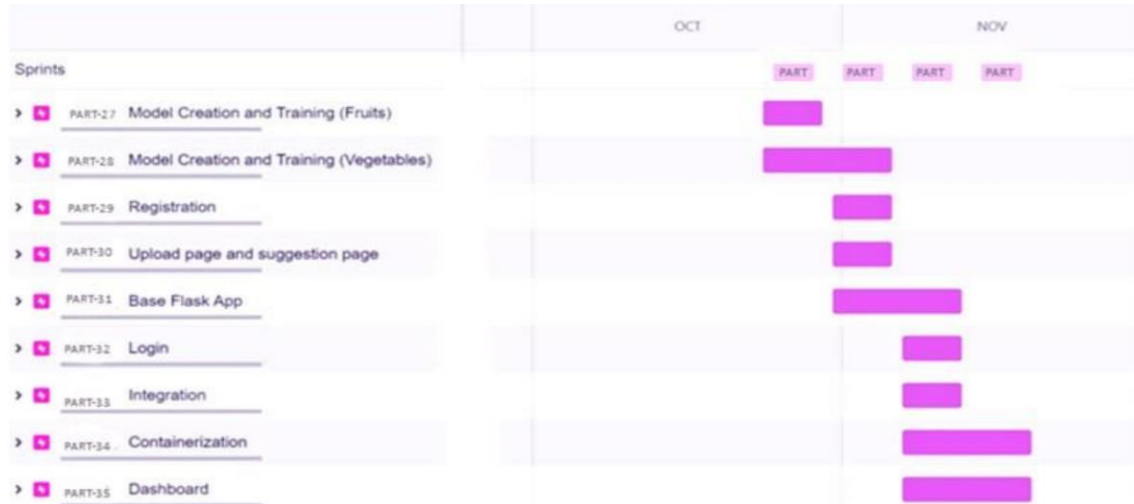 OCT NOV
Sprints PART PART PART PART
PART-27 Model Creation and Training (Fruits)
PART-28 Model Creation and Training (Vegetables)
PART-29 Registration
PART-30 Upload page and suggestion page
PART-31 Base Flask App
PART-32 Login
PART-33 Integration
PART-34 Containerization
PART-35 Dashboard